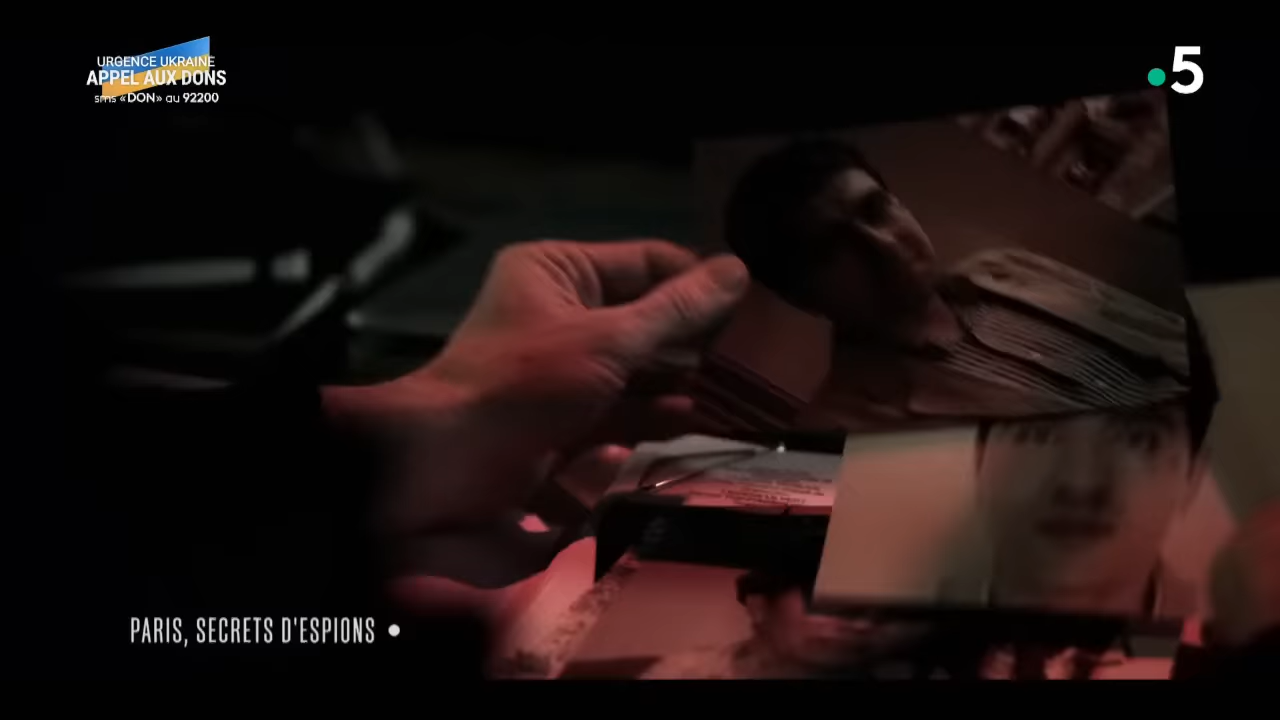 URGENCE UKRAINE
APPEL AUX DONS
sms «DON» au 92200
5
PARIS, SECRETS D'ESPIONS